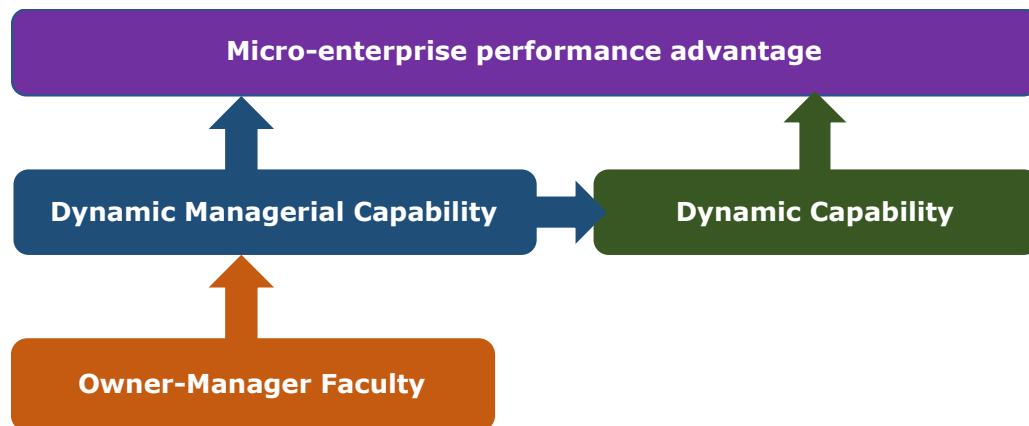 Micro-enterprise performance advantage
Dynamic Managerial Capability
Dynamic Capability
Owner-Manager Faculty